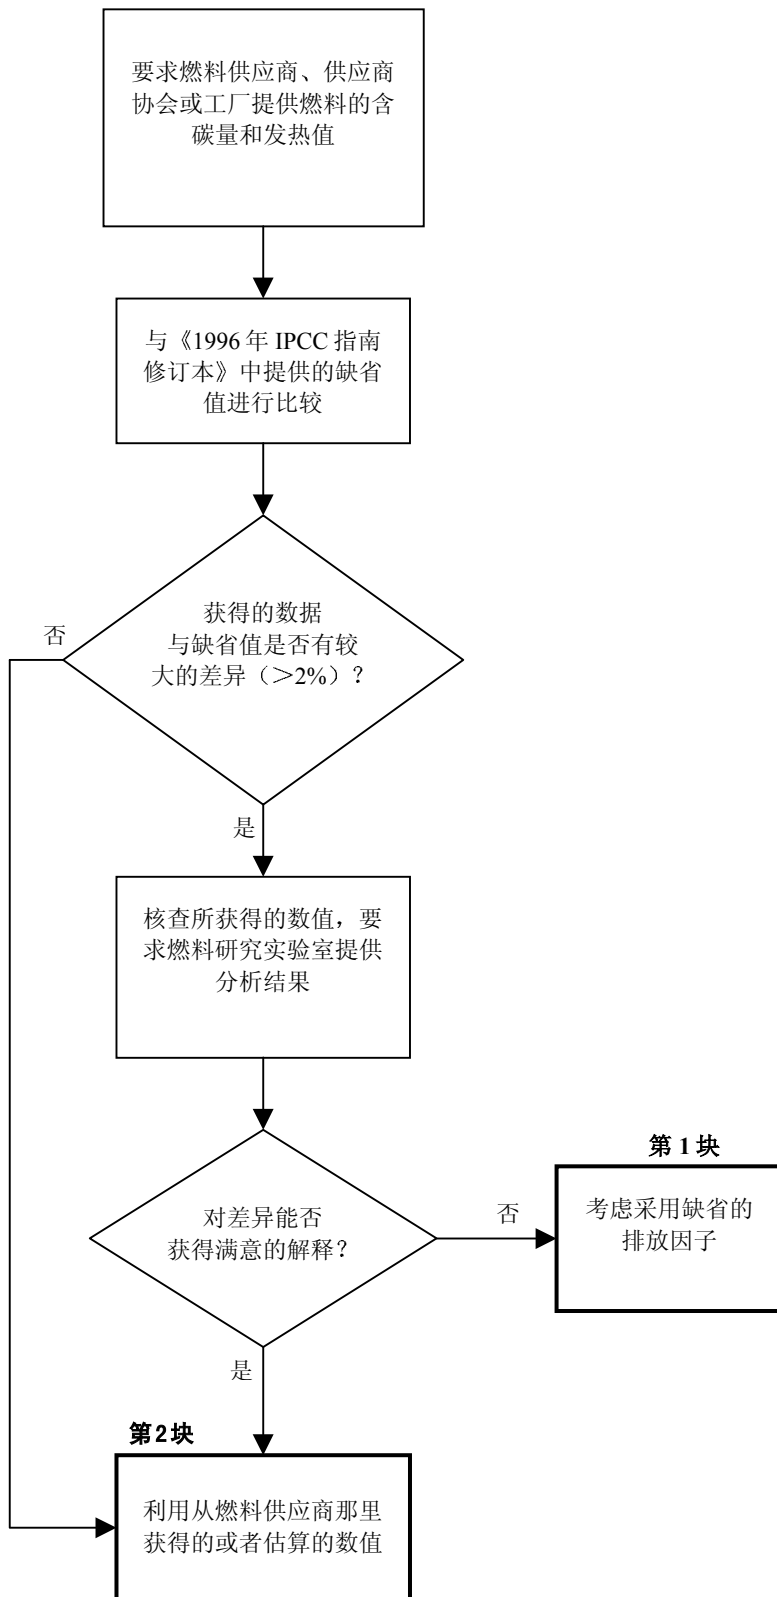 要求燃料供应商、供应商
协会或工厂提供燃料的含
碳量和发热值
与《1996年 IPCC 指南
修订本》中提供的缺省
值进行比较
获得的数据
与缺省值是否有较
大的差异（＞2%）？
否
是
核查所获得的数值，要
求燃料研究实验室提供
分析结果
对差异能否
获得满意的解释？
否
第 1 块
考虑采用缺省的
排放因子
是
第2块
利用从燃料供应商那里
获得的或者估算的数值